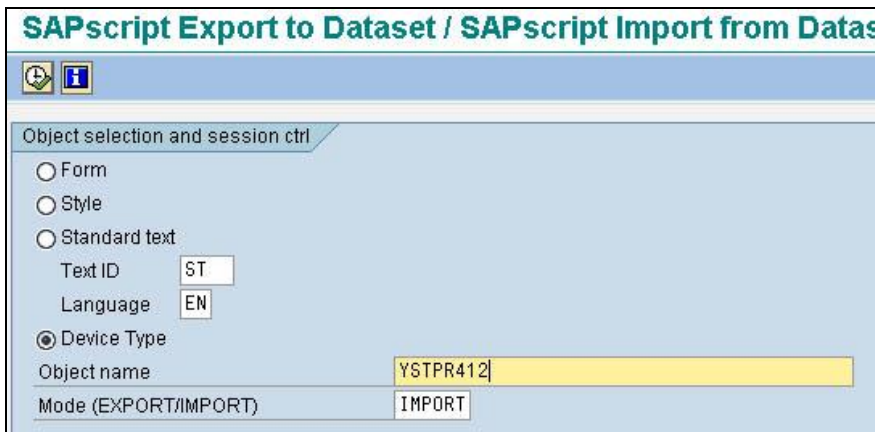 SAPscript Export to Dataset / SAPscript Import from Datas
Object selection and session ctrl
Form
Style
Standard text
Text ID ST
Language EN
Device Type
Object name YSTPR412
Mode (EXPORT/IMPORT) IMPORT